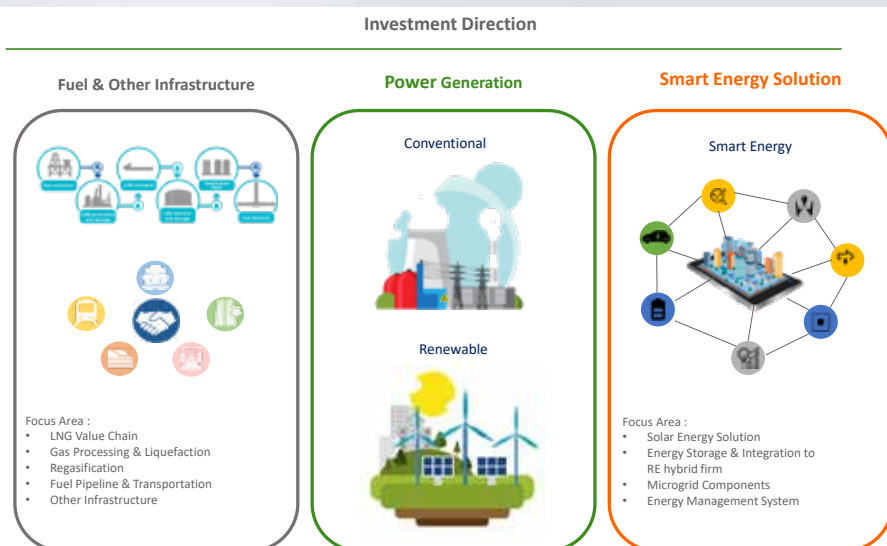 Investment Direction
Fuel & Other Infrastructure
Focus Area :
• LNG Value Chain
• Gas Processing & Liquefaction
• Regasification
• Fuel Pipeline & Transportation
• Other Infrastructure
Power Generation
Conventional
Renewable
Smart Energy Solution
Smart Energy
Focus Area :
• Solar Energy Solution
• Energy Storage & Integration to
RE hybrid firm
• Microgrid Components
• Energy Management System